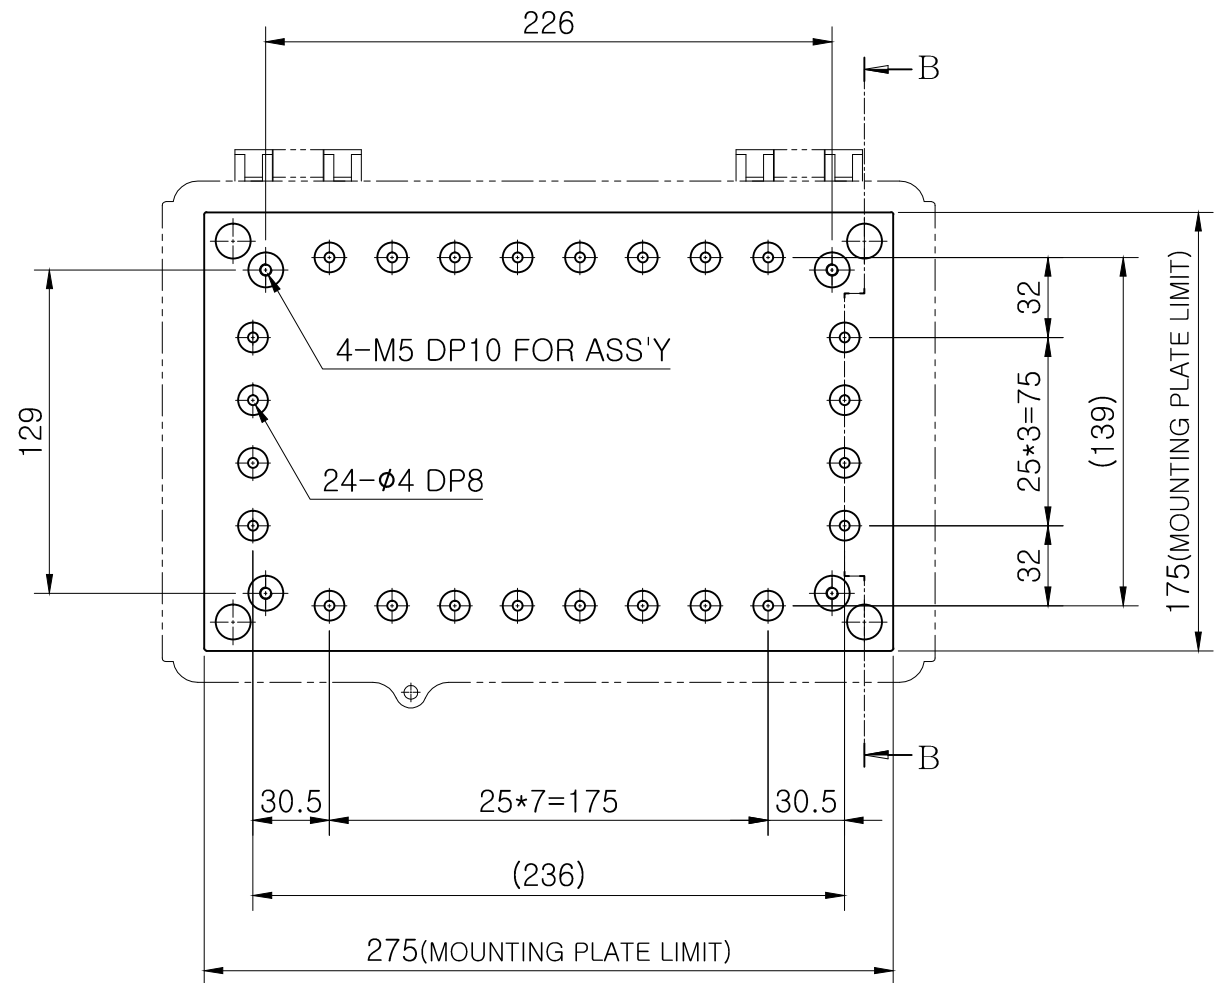 226
B
32
4-M5 DP10 FOR ASS'Y
129
25*3=75
(139)
175(MOUNTING PLATE LIMIT)
24-ø4 DP8
32
B
30.5
25*7=175
30.5
(236)
275(MOUNTING PLATE LIMIT)